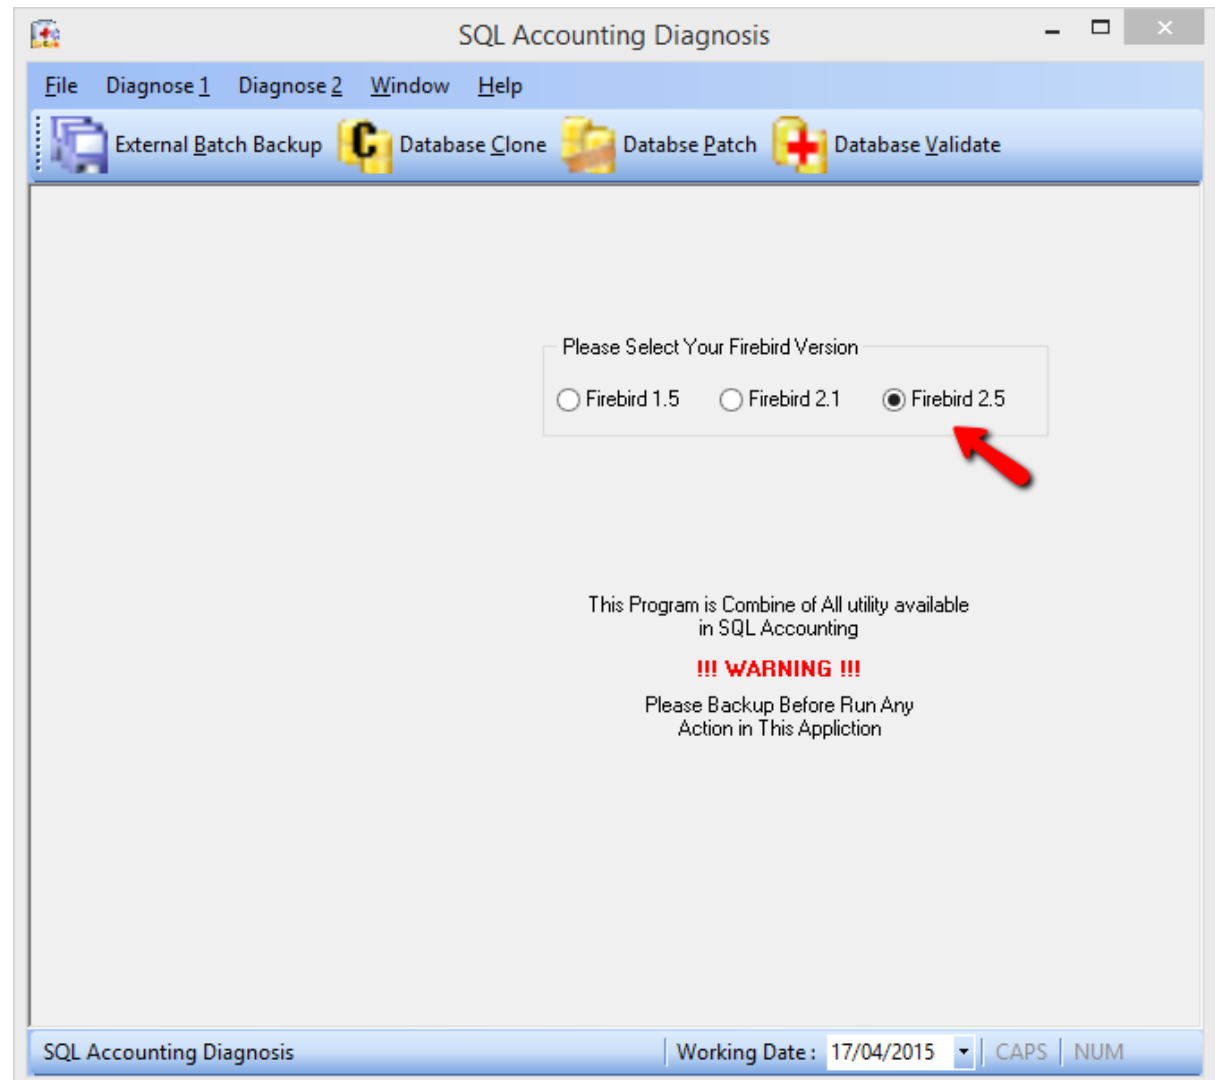 SQL Accounting Diagnosis
File Diagnose 1 Diagnose 2 Window Help
External Batch Backup Database Clone Databse Patch Database Validate
Please Select Your Firebird Version
Firebird 1.5 Firebird 2.1 Firebird 2.5
This Program is Combine of All utility available
in SQL Accounting
!!! WARNING !!!
Please Backup Before Run Any
Action in This Appliction
SQL Accounting Diagnosis Working Date : 17/04/2015 CAPS NUM